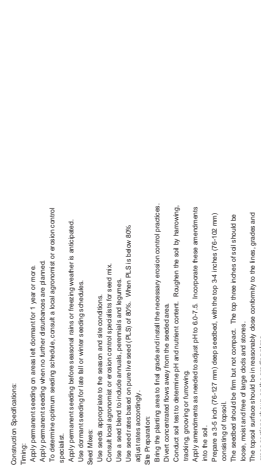 Construction Specifications:
Timing:
Apply permanent seeding on areas left dormant for 1 year or more.
Apply permanent seeding when no further disturbances are planned.
To determine optimum seeding schedule, consult a local agronomist or erosion control
specialist.
Apply permanent seeding before seasonal rains or freezing weather is anticipated.
Use dormant seeding for late fall or winter seeding schedules.
Seed Mixes:
Use seeds appropriate to the season and site conditions.
Consult local agronomist or erosion control specialists for seed mix.
Use a seed blend to include annuals, perennials and legumes.
Use seed rates based on pure live seed (PLS) of 80%. When PLS is below 80%
adjust rates accordingly.
Site Preparation:
Bring the planting area to final grade and install the necessary erosion control practices.
Divert concentrated flows away from the seeded area.
Conduct soil test to determine pH and nutrient content. Roughen the soil by harrowing,
tracking, grooving or furrowing.
Apply amendments as needed to adjust pH to 6.0-7.5. Incorporate these amendments
into the soil.
Prepare a 3-5 inch (76-127 mm) deep seedbed, with the top 3-4 inches (76-102 mm)
consisting of topsoil.
The seedbed should be firm but not compact. The top three inches of soil should be
loose, moist and free of large clods and stones.
The topsoil surface should be in reasonably close conformity to the lines, grades and